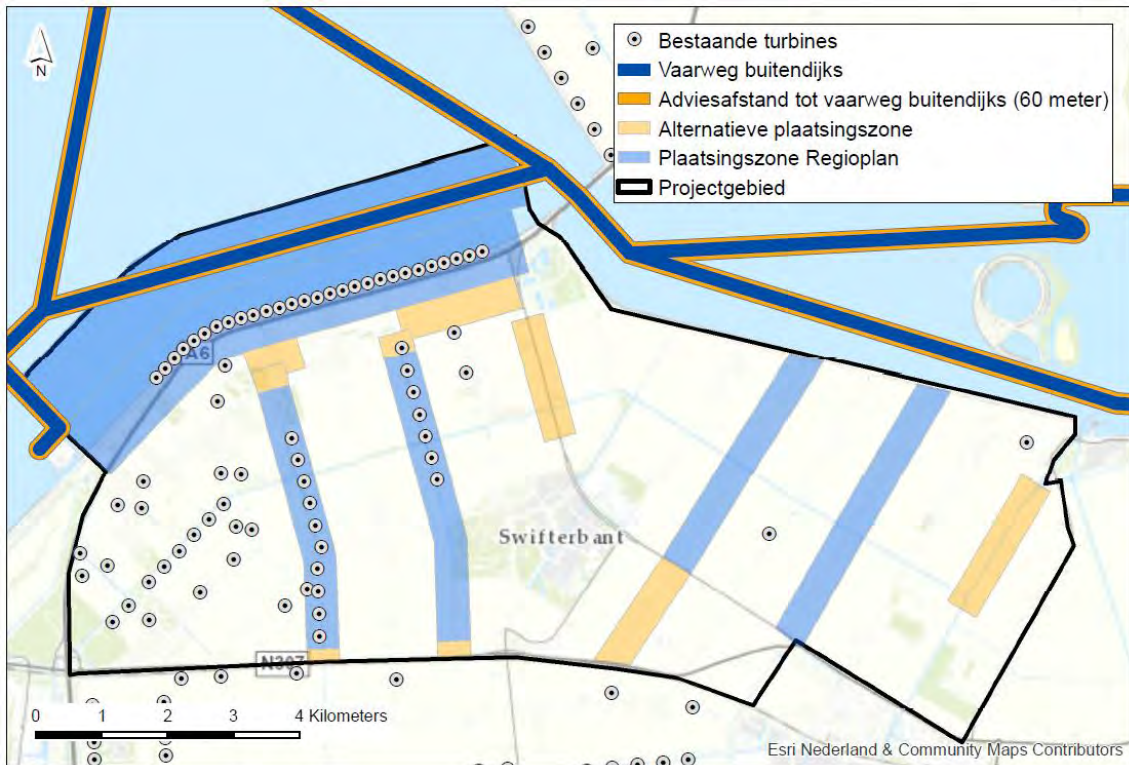 N
Bestaande turbines
Vaarweg buitendijks
Adviesafstand tot vaarweg buitendijks (60 meter)
Alternatieve plaatsingszone
Plaatsingszone Regioplan
Projectgebied
A6
Swifterbant
N307
0 1 2 3 4 Kilometers
Esri Nederland & Community Maps Contributors